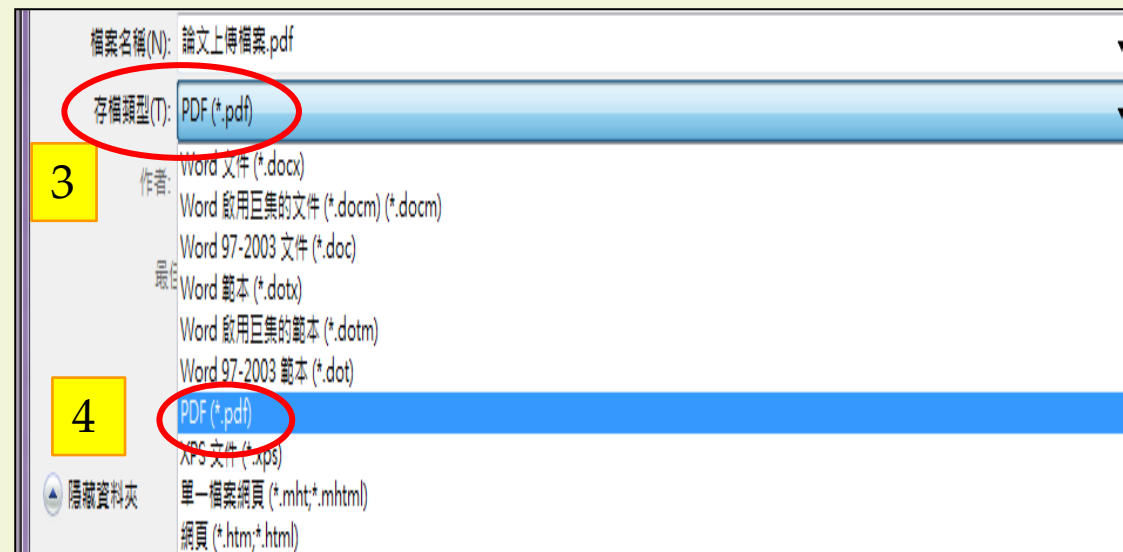 檔案名稱(N): 論文上傳檔案.pdf
存檔類型(T): PDF (*.pdf)
3
作者:
Word 文件 (*.docx)
Word 啟用巨集的文件 (*.docm) (*.docm)
Word 97-2003 文件 (*.doc)
最佳
Word 範本 (*.dotx)
Word 啟用巨集的範本 (*.dotm)
Word 97-2003 範本 (*.dot)
4
PDF (*.pdf)
XPS 文件 (*.xps)
隱藏資料夾
單一檔案網頁 (*.mht;*.mhtml)
網頁 (*.htm;*.html)